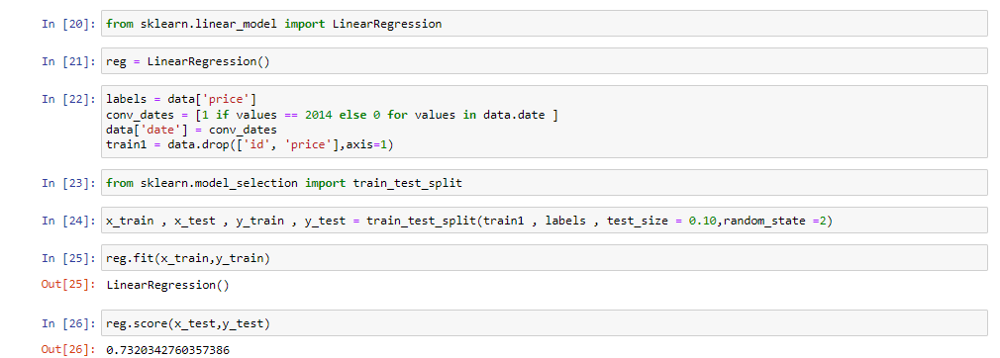 In [20]: from sklearn.linear_model import LinearRegression
In [21]: reg = LinearRegression()
In [22]: labels = data['price']
conv_dates = [1 if values == 2014 else 0 for values in data.date ]
data['date'] = conv_dates
train1 = data.drop(['id', 'price'],axis=1)
In [23]: from sklearn.model_selection import train_test_split
In [24]: x_train , x_test , y_train , y_test = train_test_split(train1 , labels , test_size = 0.10,random_state =2)
In [25]: reg.fit(x_train,y_train)
Out[25]: LinearRegression()
In [26]: reg.score(x_test,y_test)
Out[26]: 0.7320342760357386